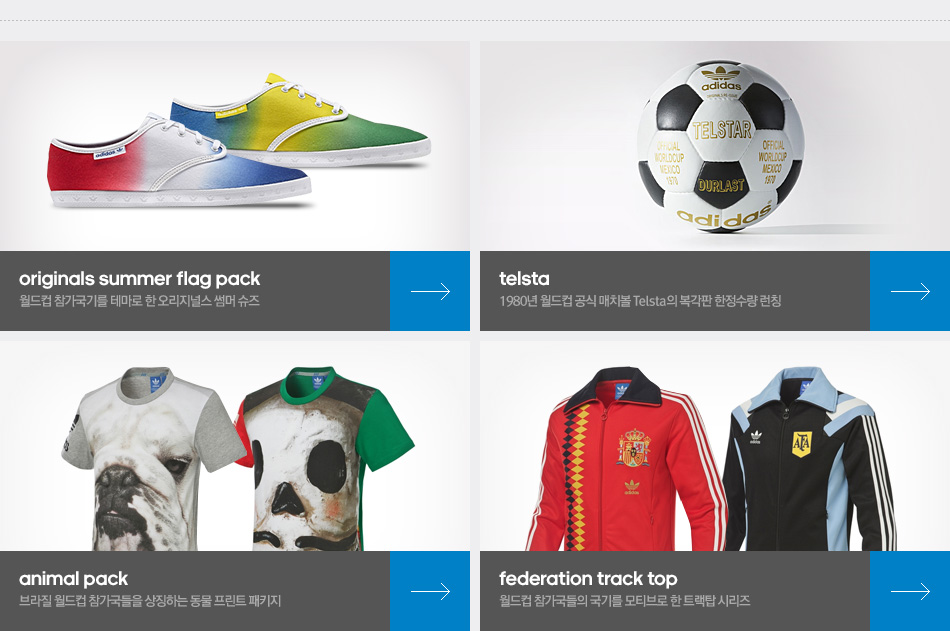 adidas
adidas
TELSTAR
OFFICIAL
WORLDCUP
MEXICO
1970
OFFICIAL
WORLDCUP
MEXICO
1970
DURLAST
adidas
originals summer flag pack
월드컵 참가국기를 테마로 한 오리지널스 썸머 슈즈
telsta
1980년 월드컵 공식 매치볼 Telsta의 복각판 한정수량 런칭
AFA
animal pack
브라질 월드컵 참가국들을 상징하는 동물 프린트 패키지
federation track top
월드컵 참가국들의 국기를 모티브로 한 트랙탑 시리즈